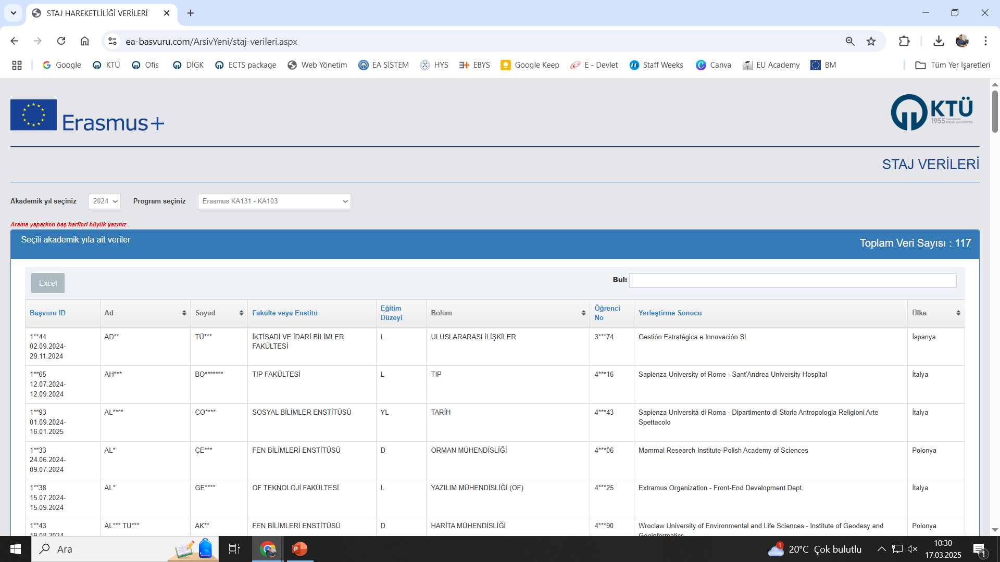 STAJ HAREKETLİLİĞİ VERİLERİ
ea-basvuru.com/ArsivYeni/staj-verileri.aspx
Google KTÜ Ofis DİGK ECTS package Web Yönetim EA SİSTEM HYS EBYS Google Keep E - Devlet Staff Weeks Canva EU Academy BM Tüm Yer İşaretleri
Erasmus+
KTÜ
1955 KARADENİZ
TEKNİK ÜNİVERSİTESİ
STAJ VERİLERİ
Akademik yıl seçiniz 2024 Program seçiniz Erasmus KA131 - KA103
Arama yaparken baş harfleri büyük yazınız
Seçili akademik yıla ait veriler
Toplam Veri Sayısı : 117
Excel
Bul:
Başvuru ID Ad Soyad Fakülte veya Enstitü Eğitim Düzeyi Bölüm Öğrenci No Yerleştirme Sonucu Ülke
1**44 AD** TÜ*** İKTİSADİ VE İDARİ BİLİMLER L ULUSLARARASI İLİŞKİLER 3***74 Gestión Estratégica e Innovación SL İspanya
02.09.2024- FAKÜLTESİ
29.11.2024
1**65 AH*** BO******* TIP FAKÜLTESİ L TIP 4***16 Sapienza University of Rome - Sant'Andrea University Hospital İtalya
12.07.2024-
12.09.2024
1**93 AL**** CO**** SOSYAL BİLİMLER ENSTİTÜSÜ YL TARİH 4***43 Sapienza Università di Roma - Dipartimento di Storia Antropologia Religioni Arte İtalya
01.09.2024- Spettacolo
16.01.2025
1**33 AL* ÇE*** FEN BİLİMLERİ ENSTİTÜSÜ D ORMAN MÜHENDİSLİĞİ 4***06 Mammal Research Institute-Polish Academy of Sciences Polonya
24.06.2024-
09.07.2024
1**38 AL* GE**** OF TEKNOLOJİ FAKÜLTESİ L YAZILIM MÜHENDİSLİĞİ (OF) 4***25 Extramus Organization - Front-End Development Dept. İtalya
15.07.2024-
15.09.2024
1**43 AL*** TU*** AK** FEN BİLİMLERİ ENSTİTÜSÜ D HARİTA MÜHENDİSLİĞİ 4***90 Wroclaw University of Environmental and Life Sciences - Institute of Geodesy and Polonya
19.08.2024 Geoinformatics
Ara
P
1
20°C Çok bulutlu
10:30
17.03.2025
1